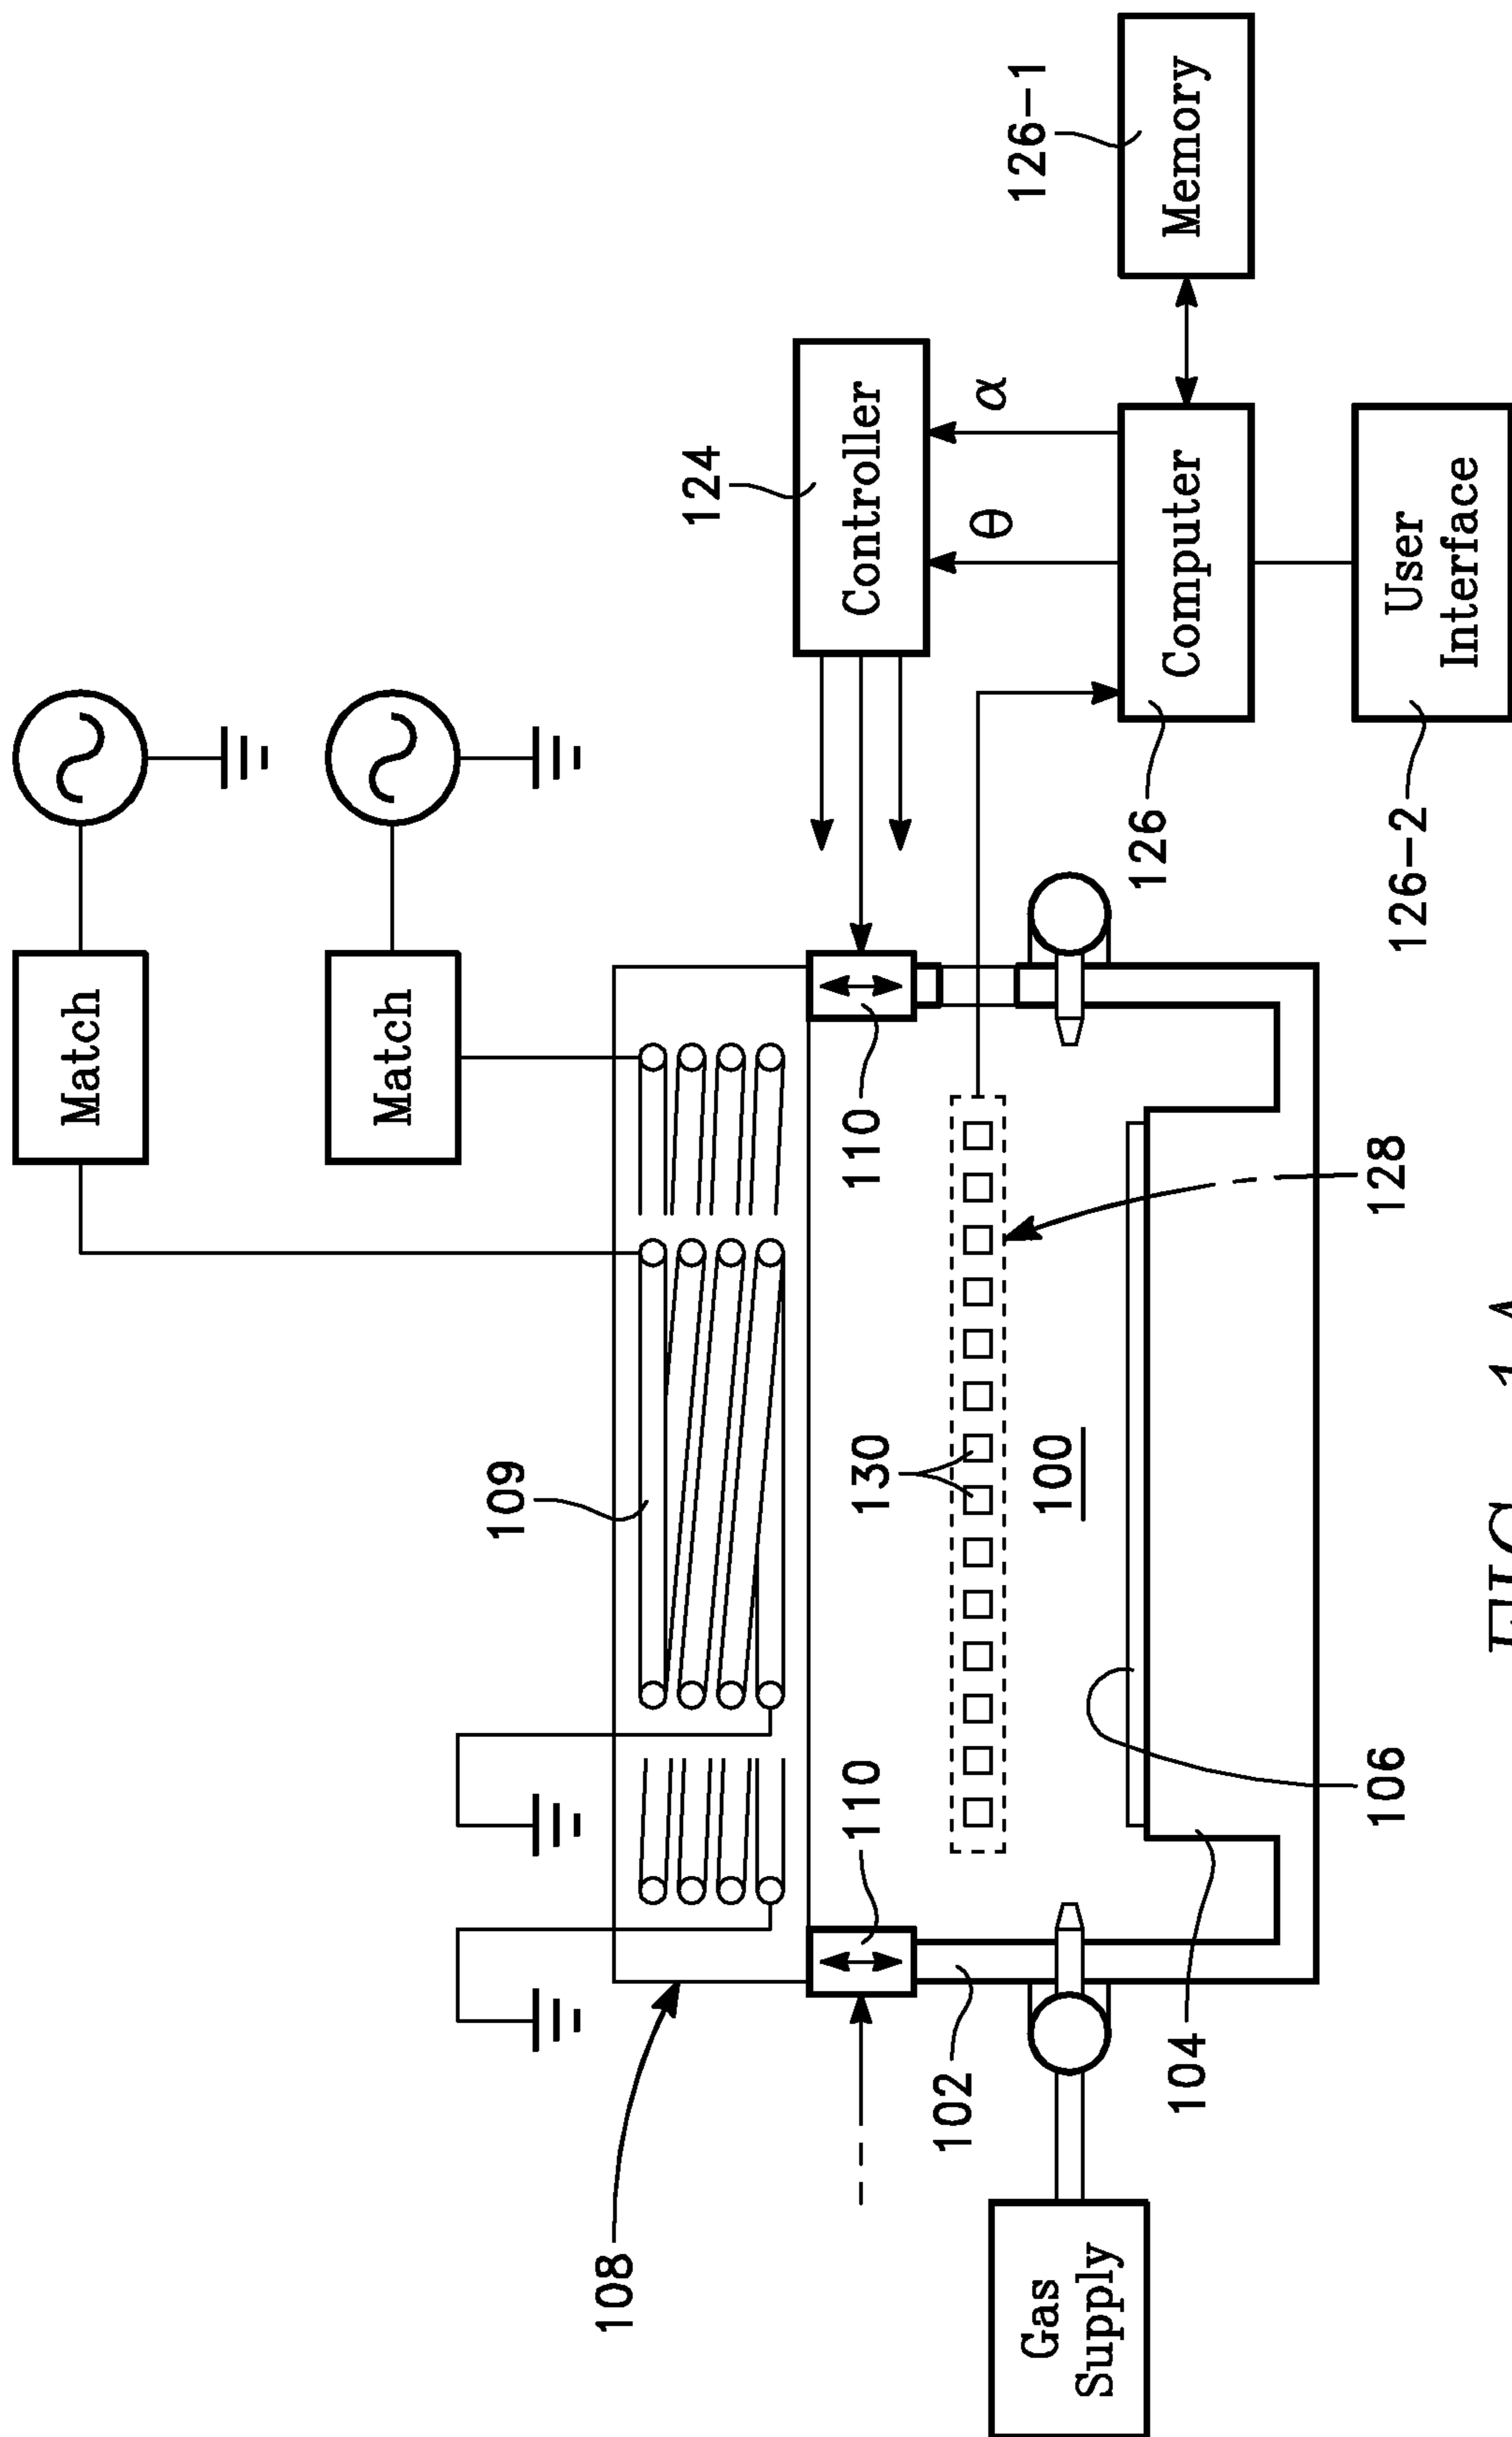 Match
Match
109
108
124
Controller
110
110
θ
α
126-1
Memory
Computer
126
User
Interface
126-2
130
100
128
102
104
106
Gas
Supply